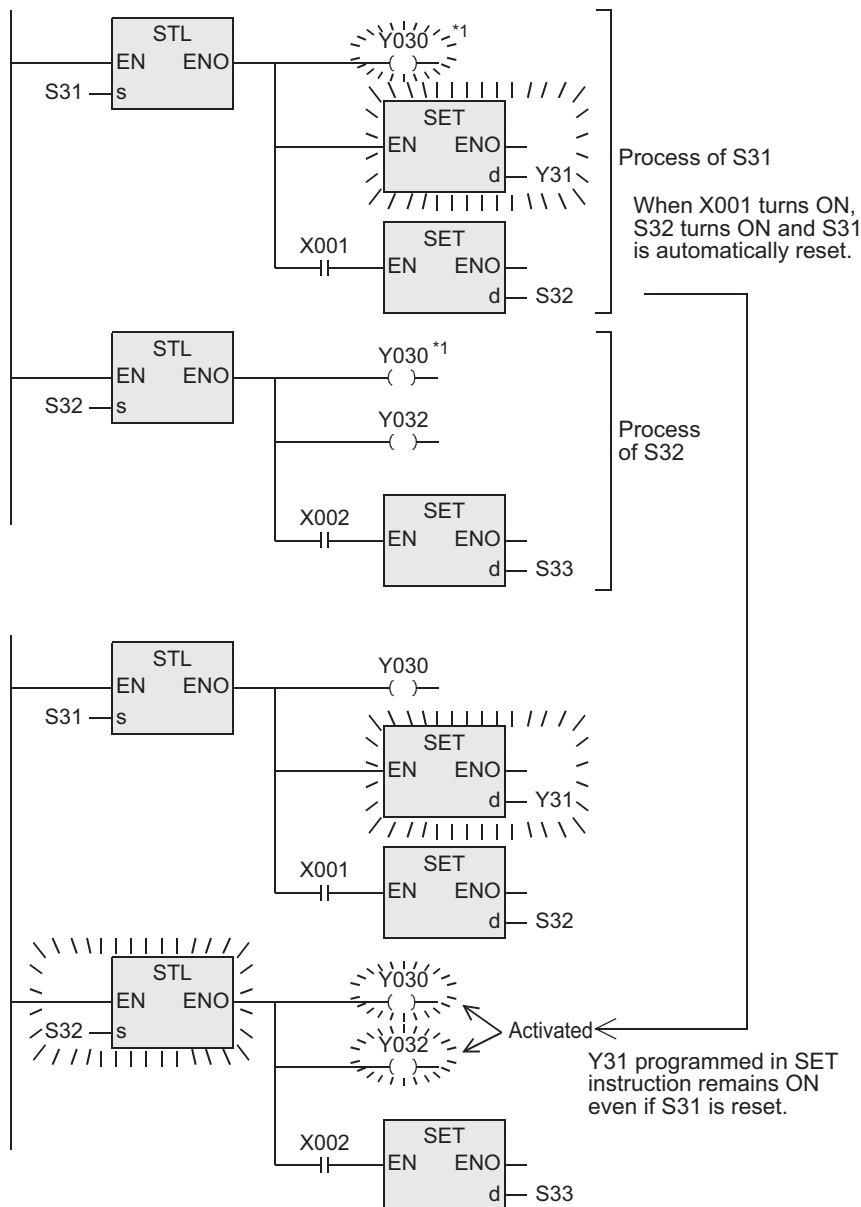 STL
Y030 *1
EN ENO
S31 s
SET
EN ENO
d Y31
Process of S31
When X001 turns ON,
S32 turns ON and S31
is automatically reset.
X001
SET
EN ENO
d S32
STL
Y030 *1
EN ENO
S32 s
Y032
Process
of S32
X002
SET
EN ENO
d S33
STL
Y030
EN ENO
S31 s
SET
EN ENO
d Y31
X001
SET
EN ENO
d S32
STL
Y030
EN ENO
S32 s
Activated
Y032
Y31 programmed in SET
instruction remains ON
even if S31 is reset.
X002
SET
EN ENO
d S33